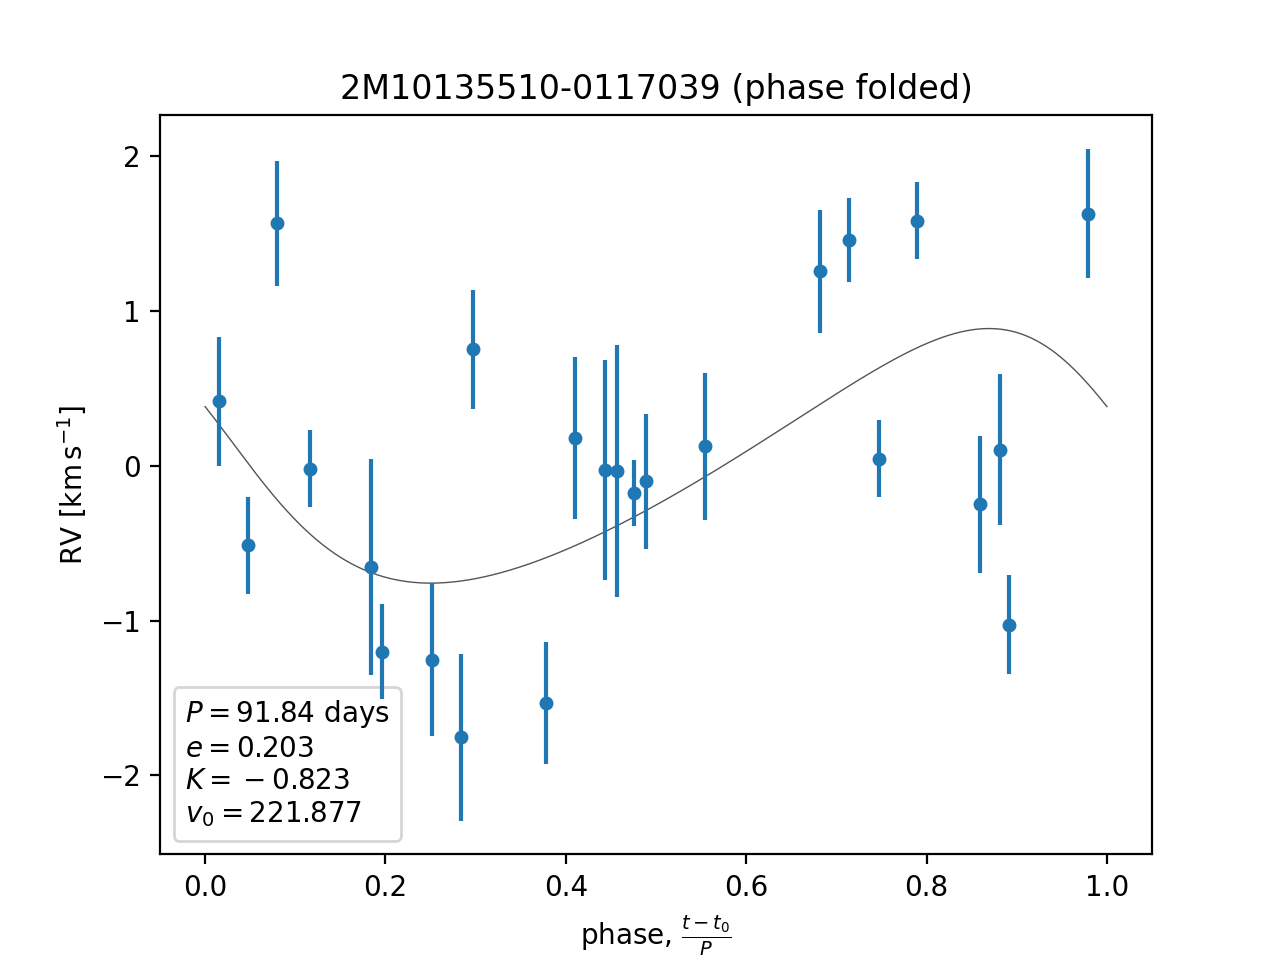 2M10135510-0117039 (phase folded)
RV [km s⁻¹]
2
1
0
−1
−2
P = 91.84 days
e = 0.203
K = −0.823
v₀ = 221.877
0.0 0.2 0.4 0.6 0.8 1.0
phase, (t − t₀)/P